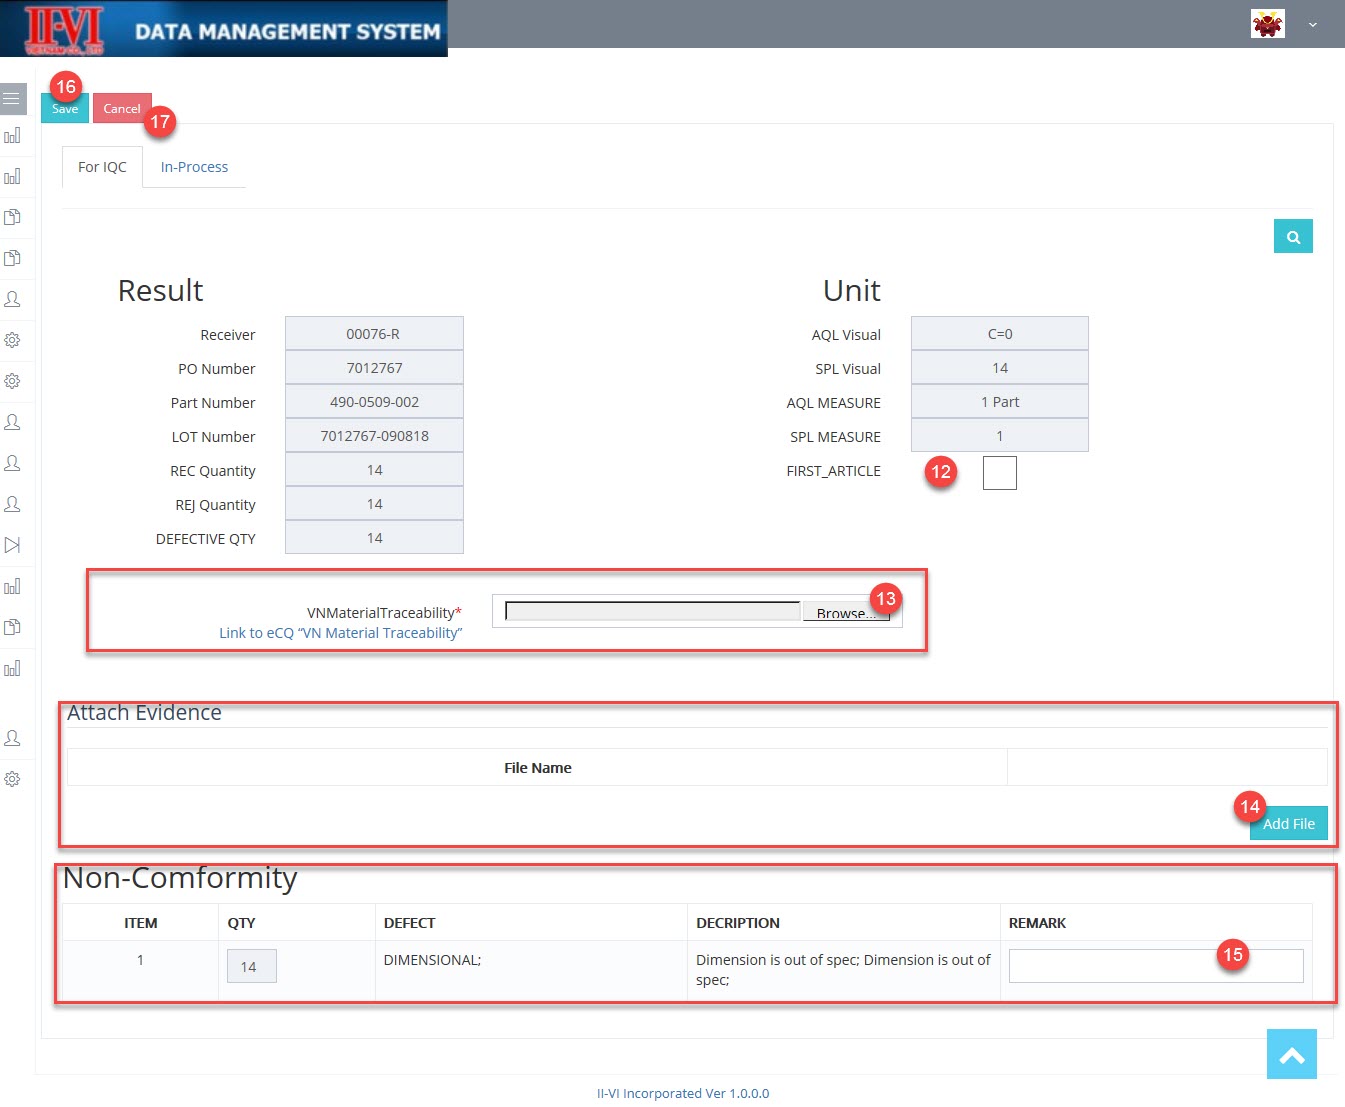 II-VI
VIETNAM CO., LTD
DATA MANAGEMENT SYSTEM
16
Save
Cancel
17
For IQC
In-Process
Result
Unit
Receiver 00076-R
AQL Visual C=0
PO Number 7012767
SPL Visual 14
Part Number 490-0509-002
AQL MEASURE 1 Part
LOT Number 7012767-090818
SPL MEASURE 1
REC Quantity 14
FIRST_ARTICLE 12
REJ Quantity 14
DEFECTIVE QTY 14
VNMaterialTraceability* Browse... 13
Link to eCQ “VN Material Traceability”
Attach Evidence
File Name
14
Add File
Non-Comformity
ITEM QTY DEFECT DECRIPTION REMARK
1 14 DIMENSIONAL; Dimension is out of spec; Dimension is out of
spec;
15
II-VI Incorporated Ver 1.0.0.0